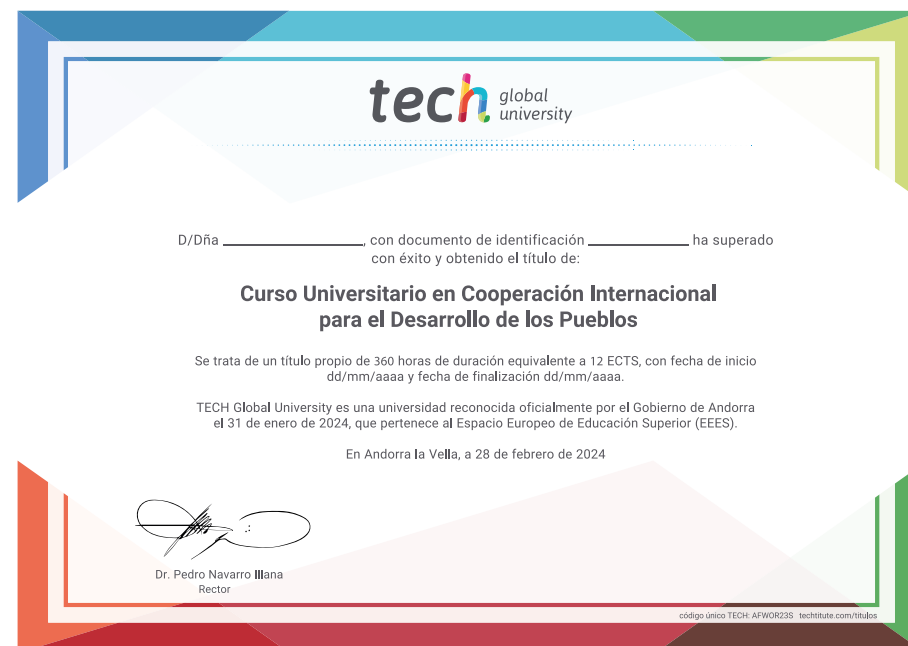 tech global university
D/Dña ____________, con documento de identificación ____________ ha superado
con éxito y obtenido el título de:
Curso Universitario en Cooperación Internacional
para el Desarrollo de los Pueblos
Se trata de un título propio de 360 horas de duración equivalente a 12 ECTS, con fecha de inicio
dd/mm/aaaa y fecha de finalización dd/mm/aaaa.
TECH Global University es una universidad reconocida oficialmente por el Gobierno de Andorra
el 31 de enero de 2024, que pertenece al Espacio Europeo de Educación Superior (EEES).
En Andorra la Vella, a 28 de febrero de 2024
Dr. Pedro Navarro Illana
Rector
código único TECH: AFWOR23S techtitute.com/titulos